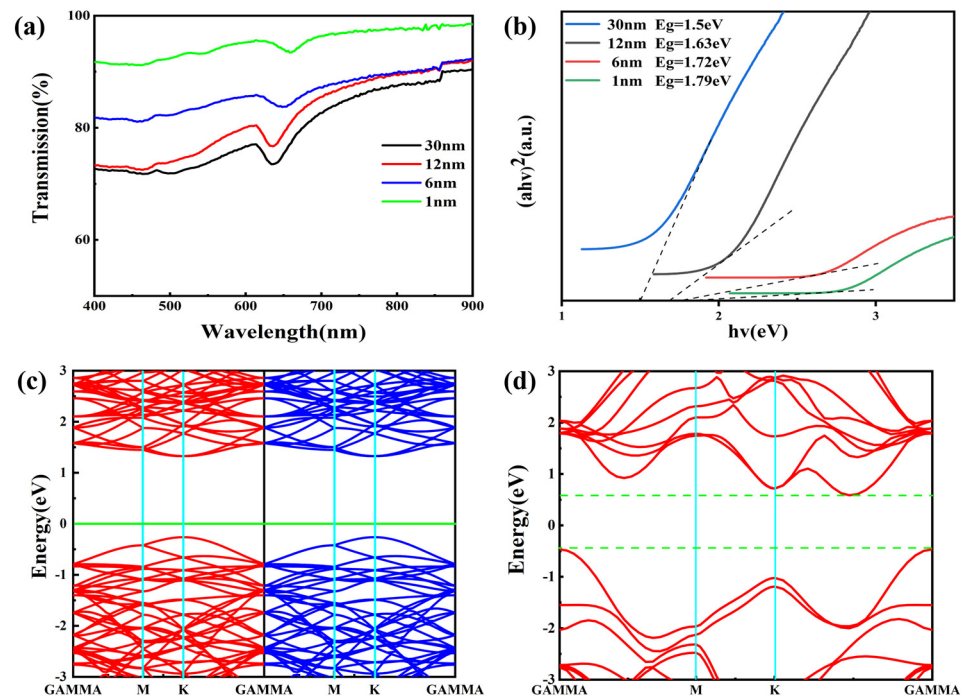 (a)
Transmission(%)
100
80
60
30nm
12nm
6nm
1nm
400 500 600 700 800 900
Wavelength(nm)
(b)
(ahv)²(a.u.)
30nm Eg=1.5eV
12nm Eg=1.63eV
6nm Eg=1.72eV
1nm Eg=1.79eV
1 2 3
hv(eV)
(c)
Energy(eV)
3
2
1
0
-1
-2
-3
GAMMA M K GAMMA M K GAMMA
(d)
Energy(eV)
3
2
1
0
-1
-2
-3
GAMMA M K GAMMA